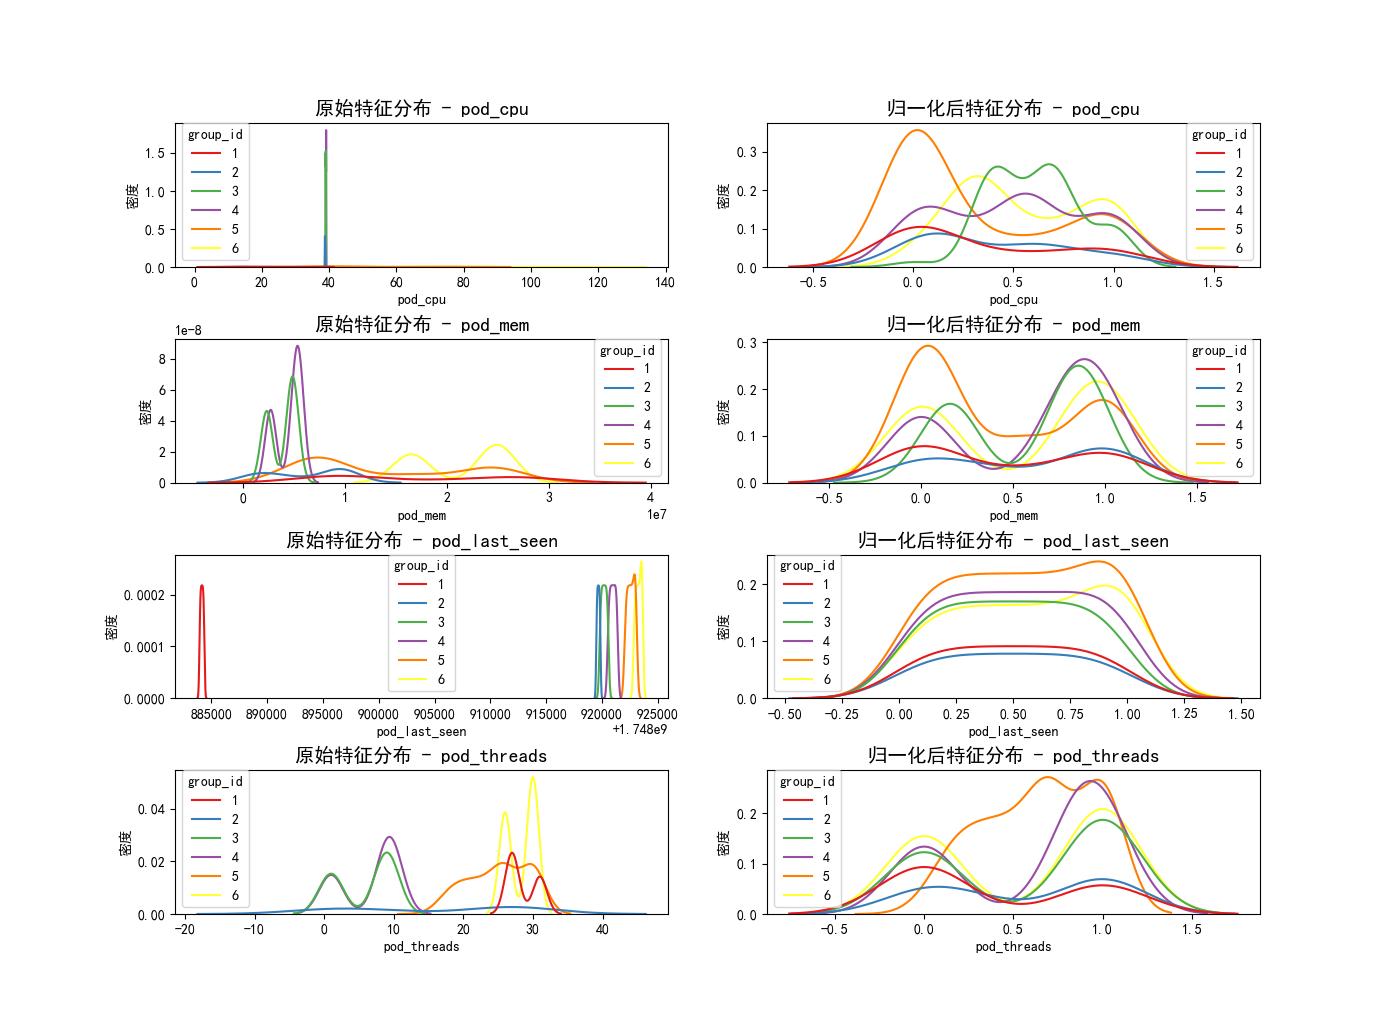 原始特征分布 - pod_cpu
group_id
1
2
3
4
5
6
密度
1.5
1.0
0.5
0.0
0 20 40 60 80 100 120 140
pod_cpu
归一化后特征分布 - pod_cpu
group_id
1
2
3
4
5
6
密度
0.3
0.2
0.1
0.0
−0.5 0.0 0.5 1.0 1.5
pod_cpu
原始特征分布 - pod_mem
1e-8
group_id
1
2
3
4
5
6
密度
8
6
4
2
0
0 1 2 3 4
pod_mem
1e7
归一化后特征分布 - pod_mem
group_id
1
2
3
4
5
6
密度
0.3
0.2
0.1
0.0
−0.5 0.0 0.5 1.0 1.5
pod_mem
原始特征分布 - pod_last_seen
group_id
1
2
3
4
5
6
密度
0.0002
0.0001
0.0000
885000 890000 895000 900000 905000 910000 915000 920000 925000
pod_last_seen
+1.748e9
归一化后特征分布 - pod_last_seen
group_id
1
2
3
4
5
6
密度
0.2
0.1
0.0
−0.50 −0.25 0.00 0.25 0.50 0.75 1.00 1.25 1.50
pod_last_seen
原始特征分布 - pod_threads
group_id
1
2
3
4
5
6
密度
0.04
0.02
0.00
−20 −10 0 10 20 30 40
pod_threads
归一化后特征分布 - pod_threads
group_id
1
2
3
4
5
6
密度
0.2
0.1
0.0
−0.5 0.0 0.5 1.0 1.5
pod_threads